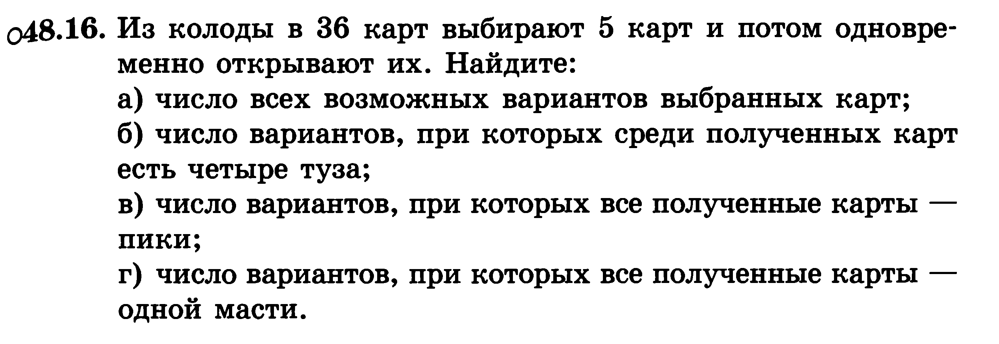 ○48.16. Из колоды в 36 карт выбирают 5 карт и потом одновре-
менно открывают их. Найдите:
а) число всех возможных вариантов выбранных карт;
б) число вариантов, при которых среди полученных карт
есть четыре туза;
в) число вариантов, при которых все полученные карты —
пики;
г) число вариантов, при которых все полученные карты —
одной масти.